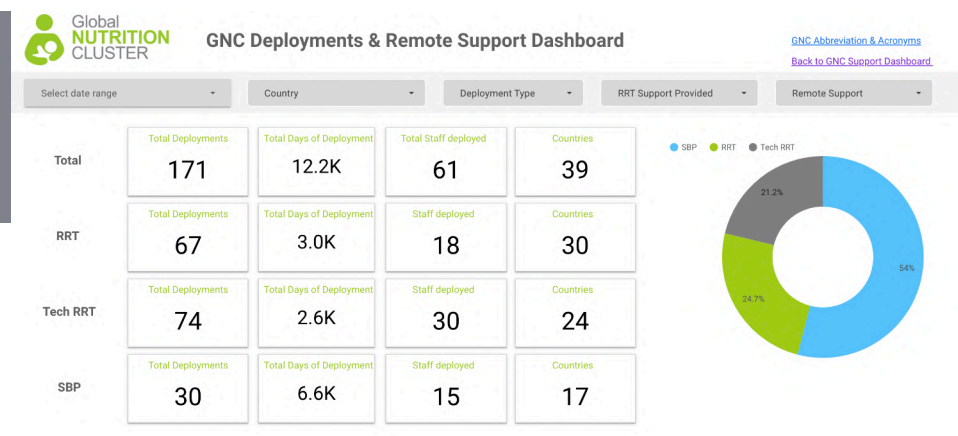 Global
NUTRITION
CLUSTER
GNC Deployments & Remote Support Dashboard
GNC Abbreviation & Acronyms
Back to GNC Support Dashboard
Select date range
Country
Deployment Type
RRT Support Provided
Remote Support
Total
Total Deployments
171
Total Days of Deployment
12.2K
Total Staff deployed
61
Countries
39
RRT
Total Deployments
67
Total Days of Deployment
3.0K
Staff deployed
18
Countries
30
Tech RRT
Total Deployments
74
Total Days of Deployment
2.6K
Staff deployed
30
Countries
24
SBP
Total Deployments
30
Total Days of Deployment
6.6K
Staff deployed
15
Countries
17
SBP
RRT
Tech RRT
21.2%
54%
24.7%